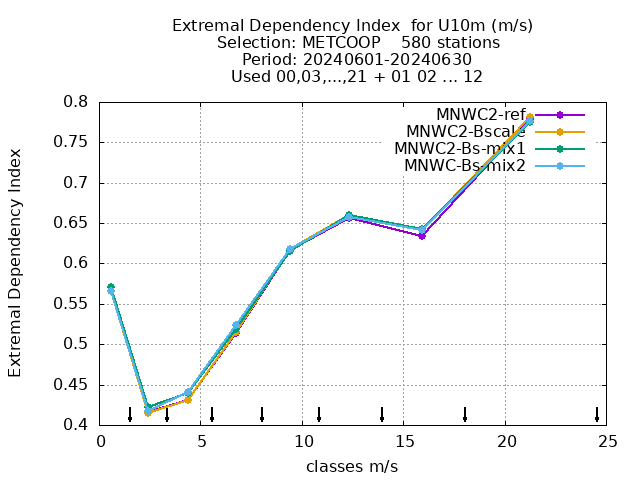 Extremal Dependency Index  for U10m (m/s)
Selection: METCOOP    580 stations
Period: 20240601-20240630
Used 00,03,...,21 + 01 02 ... 12
Extremal Dependency Index
0.8
0.75
0.7
0.65
0.6
0.55
0.5
0.45
0.4
MNWC2-ref
MNWC2-Bscale
MNWC2-Bs-mix1
MNWC-Bs-mix2
0
5
10
15
20
25
classes m/s